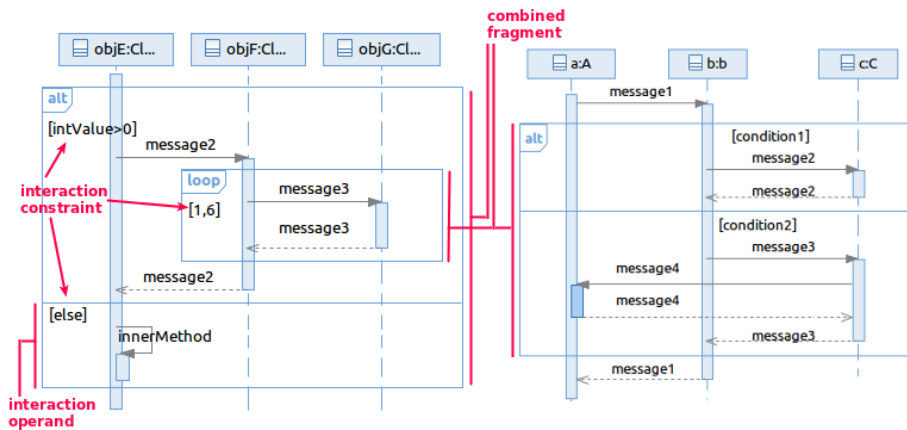 combined
fragment
objE:Cl...
objF:Cl...
objG:Cl...
a:A
b:b
c:C
alt
[intValue>0]
message2
loop
[1,6]
message3
message3
message2
interaction
constraint
[else]
innerMethod
interaction
operand
message1
alt
[condition1]
message2
message2
[condition2]
message3
message4
message4
message3
message1